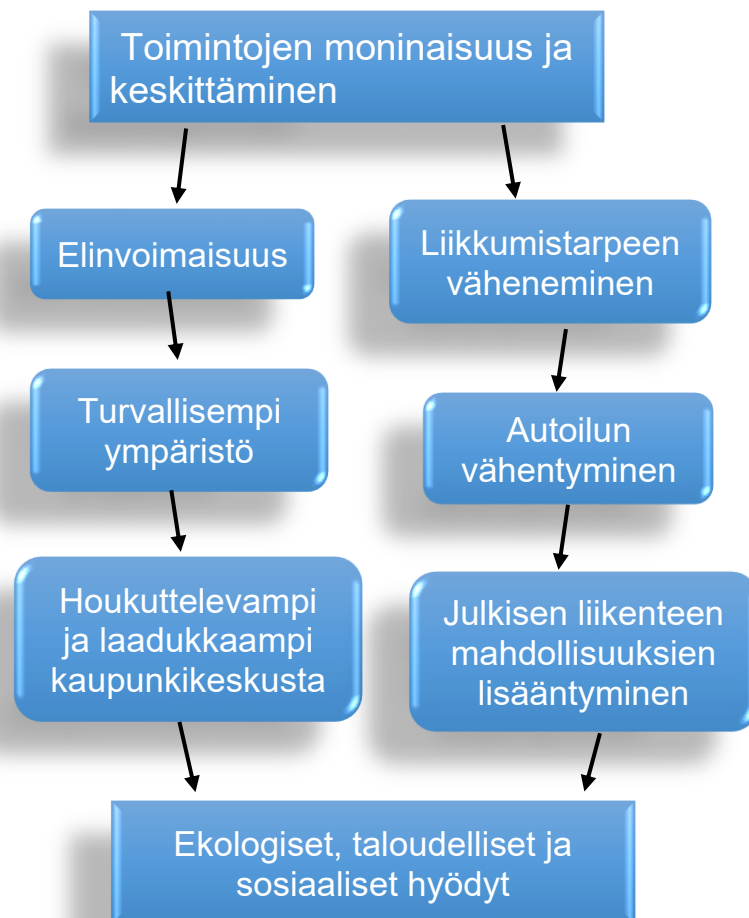 Toimintojen moninaisuus ja
keskittäminen
Elinvoimaisuus
Liikkumistarpeen
väheneminen
Turvallisempi
ympäristö
Autoilun
vähentyminen
Houkuttelevampi
ja laadukkaampi
kaupunkikeskusta
Julkisen liikenteen
mahdollisuuksien
lisääntyminen
Ekologiset, taloudelliset ja
sosiaaliset hyödyt